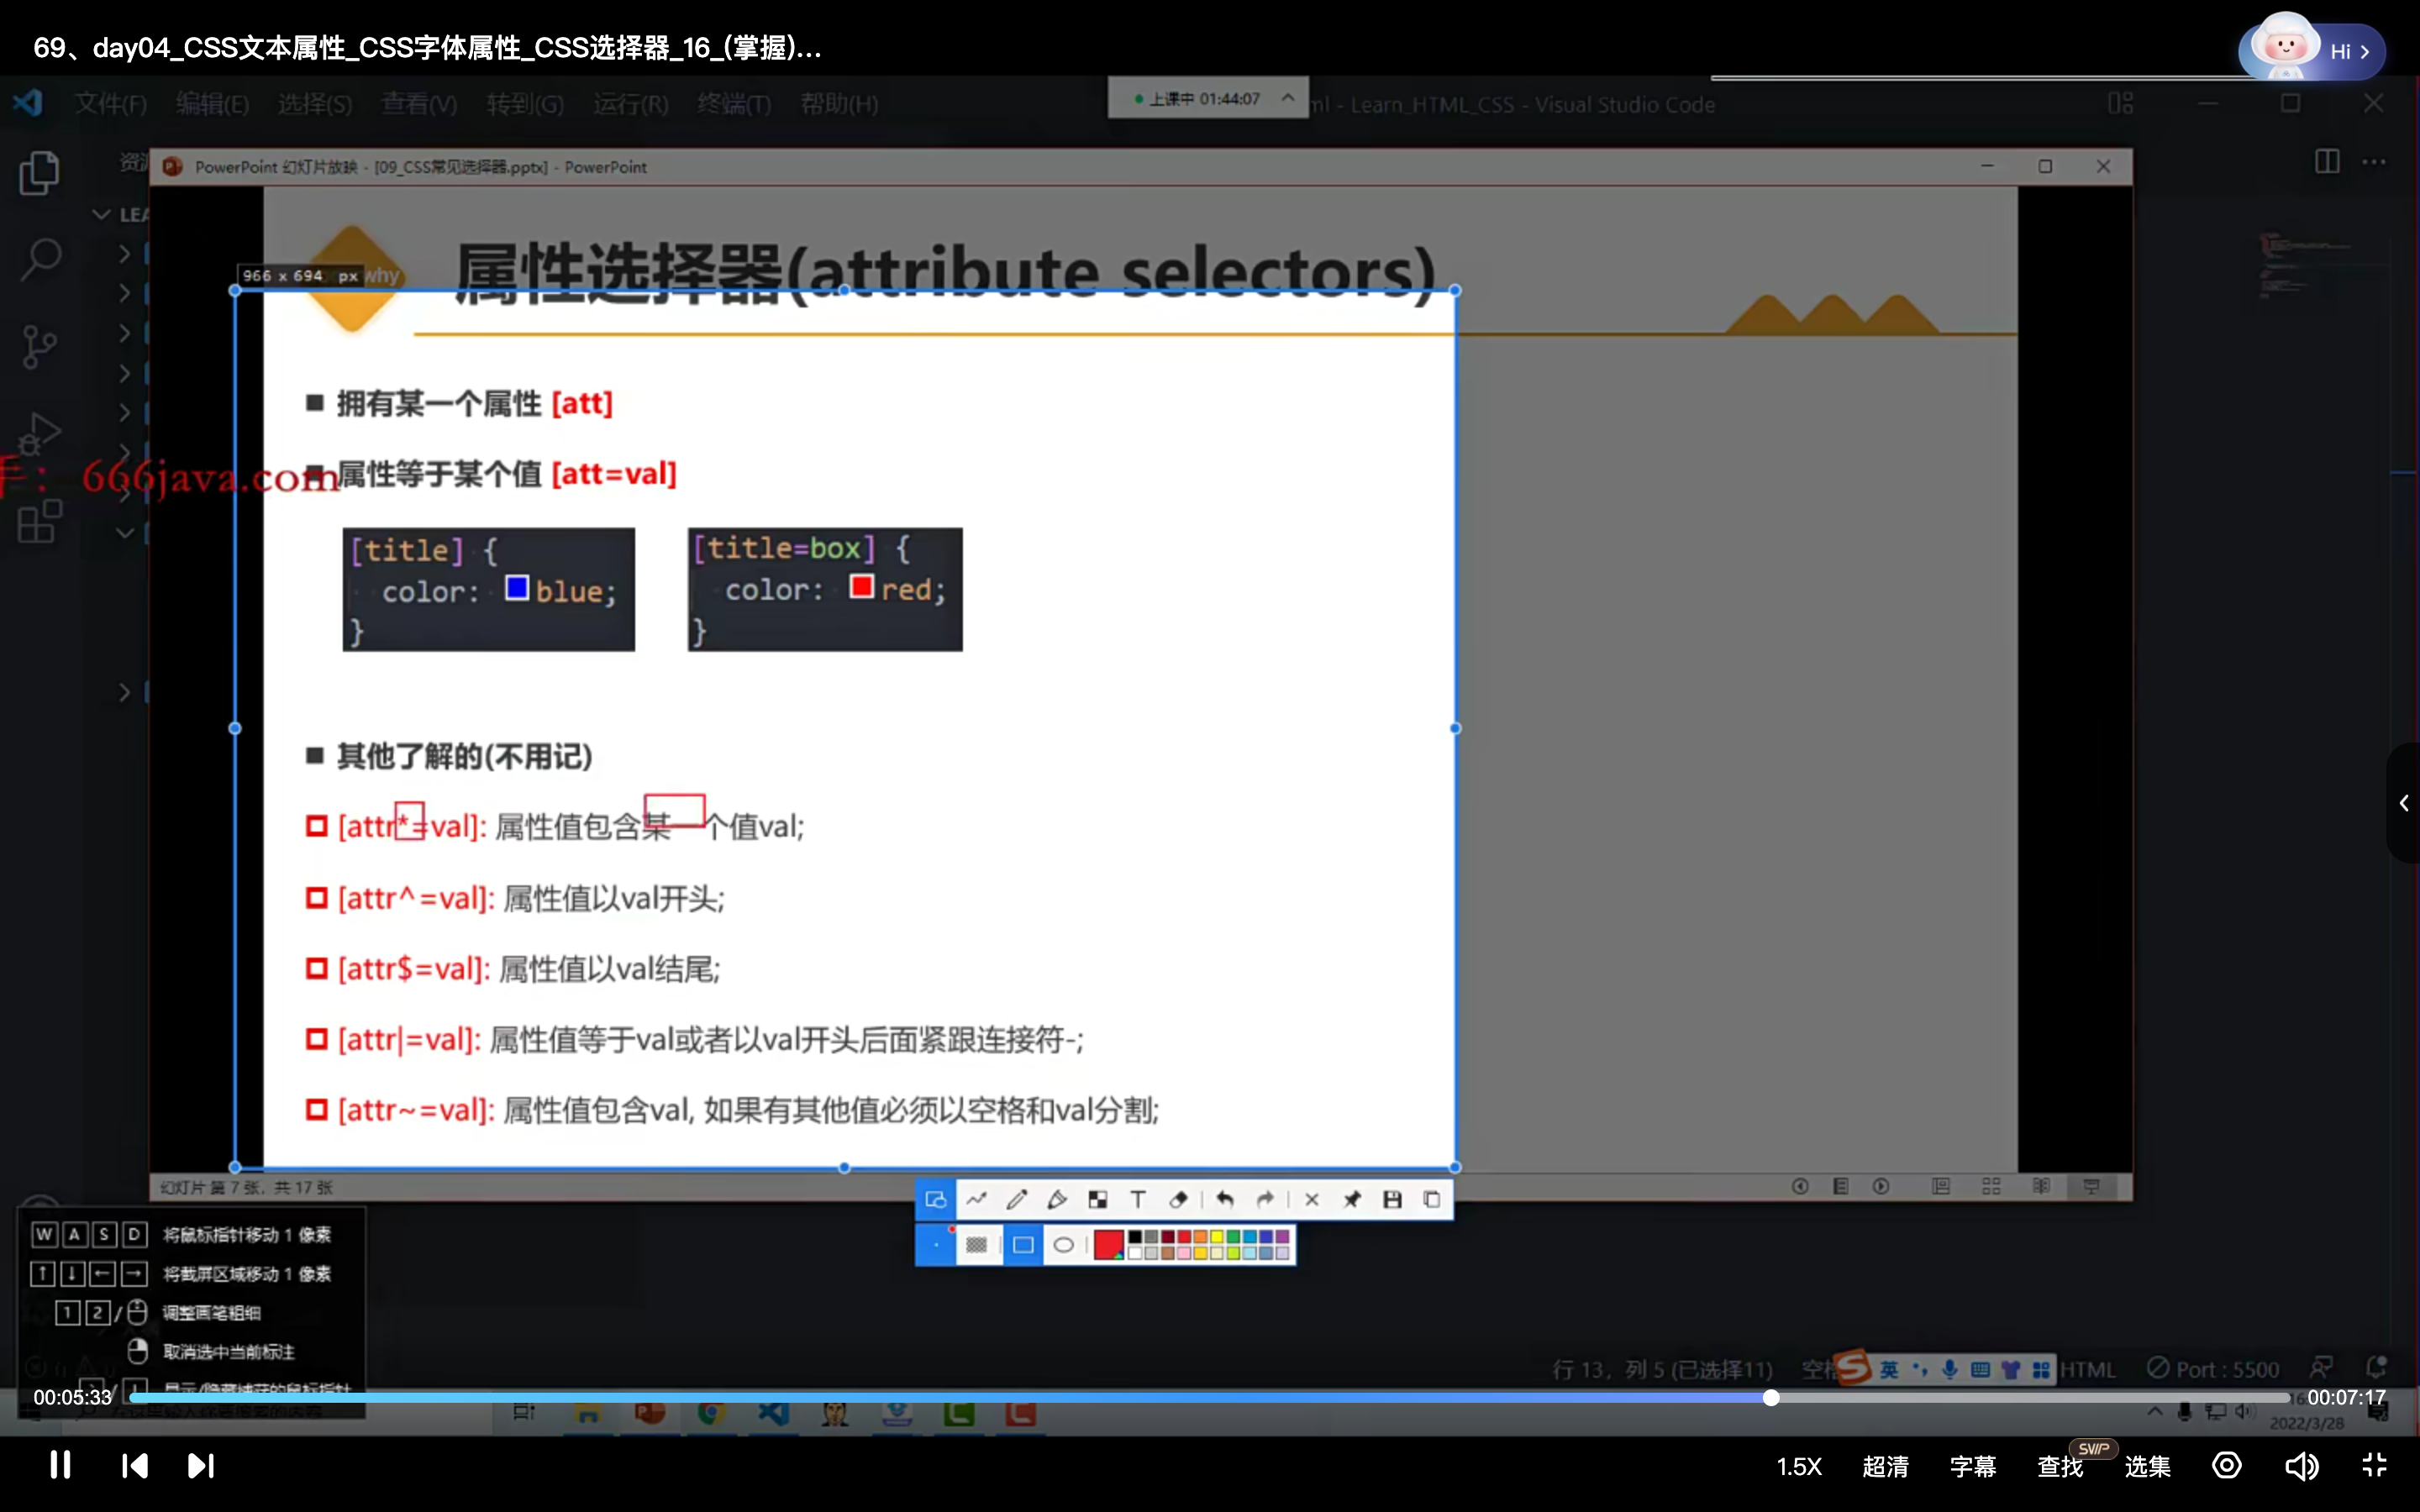 69、day04_CSS文本属性_CSS字体属性_CSS选择器_16_(掌握)...
Hi
文件(F) 编辑(E) 选择(S) 查看(V) 转到(G) 运行(R) 终端(T) 帮助(H)
上课中 01:44:07
ml - Learn_HTML_CSS - Visual Studio Code
PowerPoint 幻灯片放映 - [09_CSS常见选择器.pptx] - PowerPoint
LEA
966 x 694 px
why
属性选择器(attribute selectors)
拥有某一个属性 [att]
666java.com
属性等于某个值 [att=val]
[title] {
color: blue;
}
[title=box] {
color: red;
}
其他了解的(不用记)
[attr*=val]: 属性值包含某一个值val;
[attr^=val]: 属性值以val开头;
[attr$=val]: 属性值以val结尾;
[attr|=val]: 属性值等于val或者以val开头后面紧跟连接符-;
[attr~=val]: 属性值包含val, 如果有其他值必须以空格和val分割;
幻灯片 第 7 张，共 17 张
W A S D 将鼠标指针移动 1 像素
↑ ↓ ← → 将截屏区域移动 1 像素
1 2 / 调整画笔粗细
取消选中当前标注
行 13，列 5 (已选择11)
英
HTML
Port : 5500
00:05:33
00:07:17
2022/3/28
1.5X 超清 字幕 查找 选集
SVIP